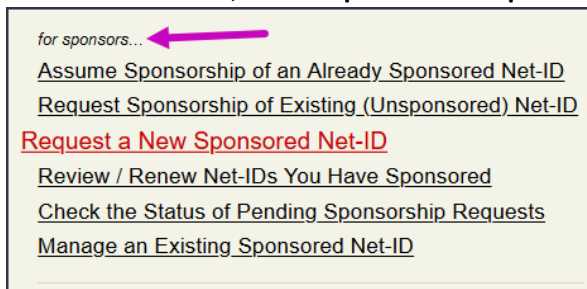 for sponsors...
Assume Sponsorship of an Already Sponsored Net-ID
Request Sponsorship of Existing (Unsponsored) Net-ID
Request a New Sponsored Net-ID
Review / Renew Net-IDs You Have Sponsored
Check the Status of Pending Sponsorship Requests
Manage an Existing Sponsored Net-ID